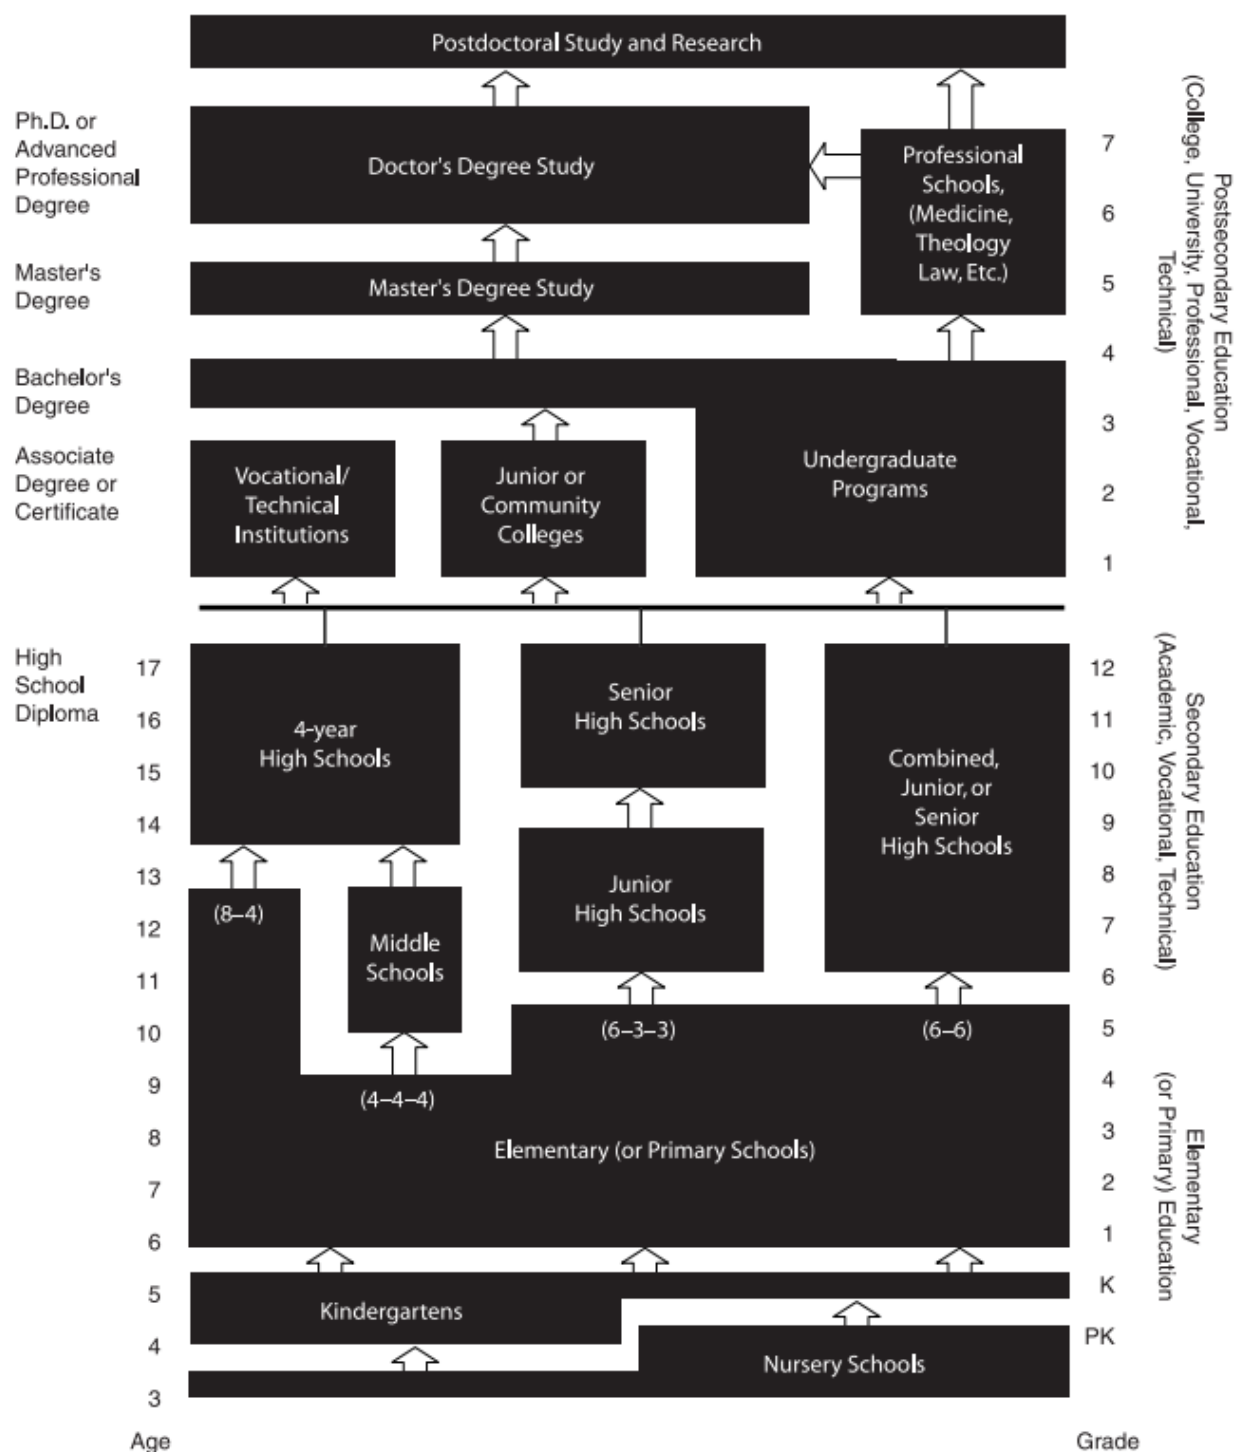 Postdoctoral Study and Research
Ph.D. or
Advanced
Professional
Degree
Doctor's Degree Study
Professional
Schools,
(Medicine,
Theology
Law, Etc.)
7
6
Master's
Degree
Master's Degree Study
5
4
Bachelor's
Degree
3
Associate
Degree or
Certificate
Vocational/
Technical
Institutions
Junior or
Community
Colleges
Undergraduate
Programs
2
1
Postsecondary Education
(College, University, Professional, Vocational,
Technical)
High
School
Diploma
17
16
15
14
13
12
11
10
9
8
7
6
5
4
3
Age
4-year
High Schools
Senior
High Schools
Combined,
Junior, or
Senior
High Schools
Junior
High Schools
(8–4)
Middle
Schools
(6–3–3)
(6–6)
(4–4–4)
Elementary (or Primary Schools)
Kindergartens
Nursery Schools
12
11
10
9
8
7
6
5
4
3
2
1
K
PK
Grade
Secondary Education
(Academic, Vocational, Technical)
Elementary
(or Primary) Education